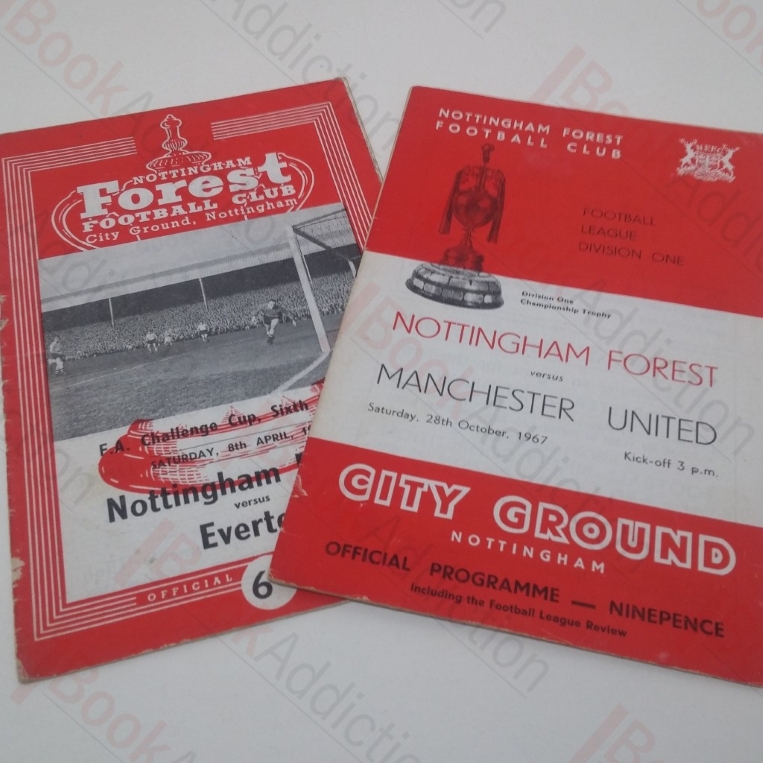 NOTTINGHAM
Forest
FOOTBALL CLUB
City Ground, Nottingham
F.A. Challenge Cup, Sixth
SATURDAY, 8th APRIL,
Nottingham
versus
OFFICIAL
6
NOTTINGHAM FOREST
FOOTBALL CLUB
N.F.F.C.
FOOTBALL
LEAGUE
DIVISION ONE
Division One
Championship Trophy
NOTTINGHAM FOREST
versus
MANCHESTER UNITED
Saturday, 28th October, 1967
Kick-off 3 p.m.
CITY GROUND
NOTTINGHAM
OFFICIAL PROGRAMME — NINEPENCE
Including the Football League Review
BookAddiction